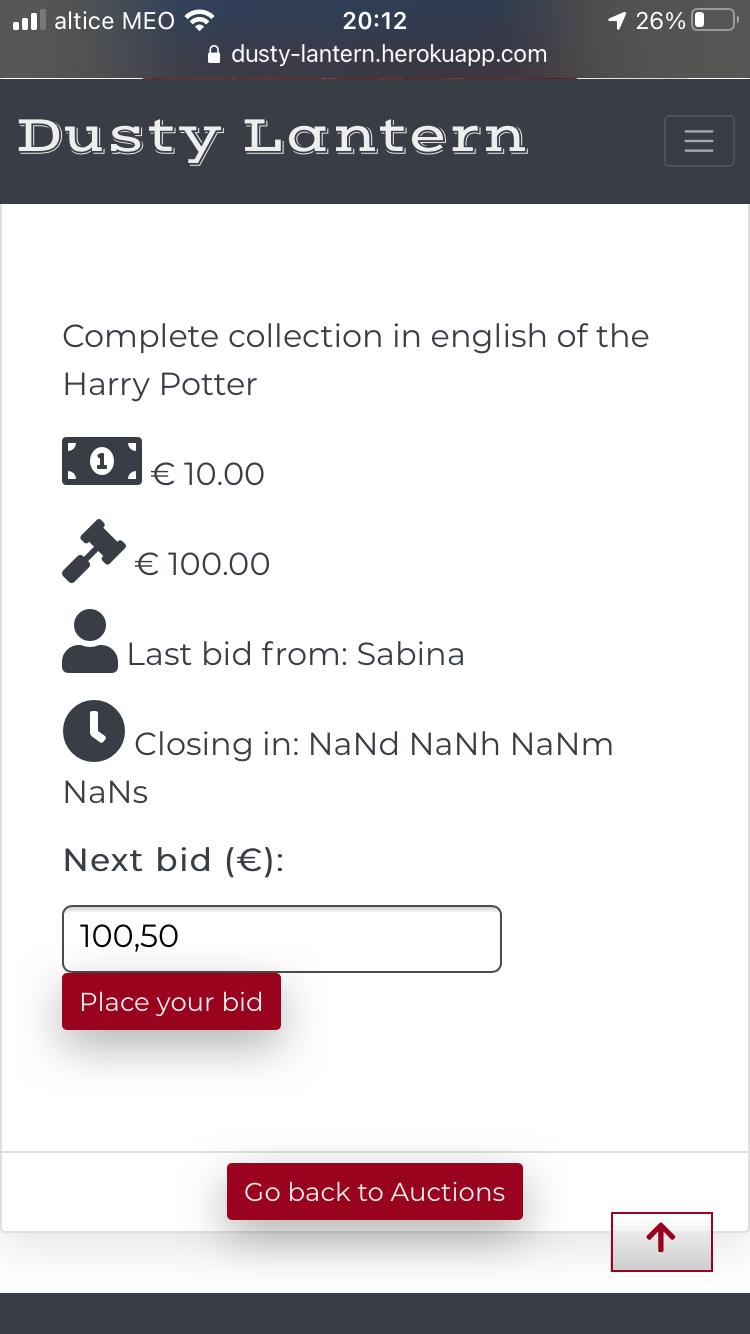 altice MEO 20:12 26%
dusty-lantern.herokuapp.com
Dusty Lantern
Complete collection in english of the
Harry Potter
1 € 10.00
€ 100.00
Last bid from: Sabina
Closing in: NaNd NaNh NaNm
NaNs
Next bid (€):
100,50
Place your bid
Go back to Auctions